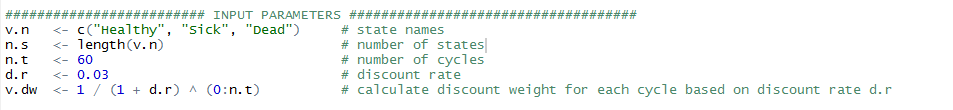 ######################### INPUT PARAMETERS ####################################
v.n   <- c("Healthy", "Sick", "Dead")     # state names
n.s   <- length(v.n)                      # number of states
n.t   <- 60                               # number of cycles
d.r   <- 0.03                             # discount rate
v.dw  <- 1 / (1 + d.r) ^ (0:n.t)          # calculate discount weight for each cycle based on discount rate d.r